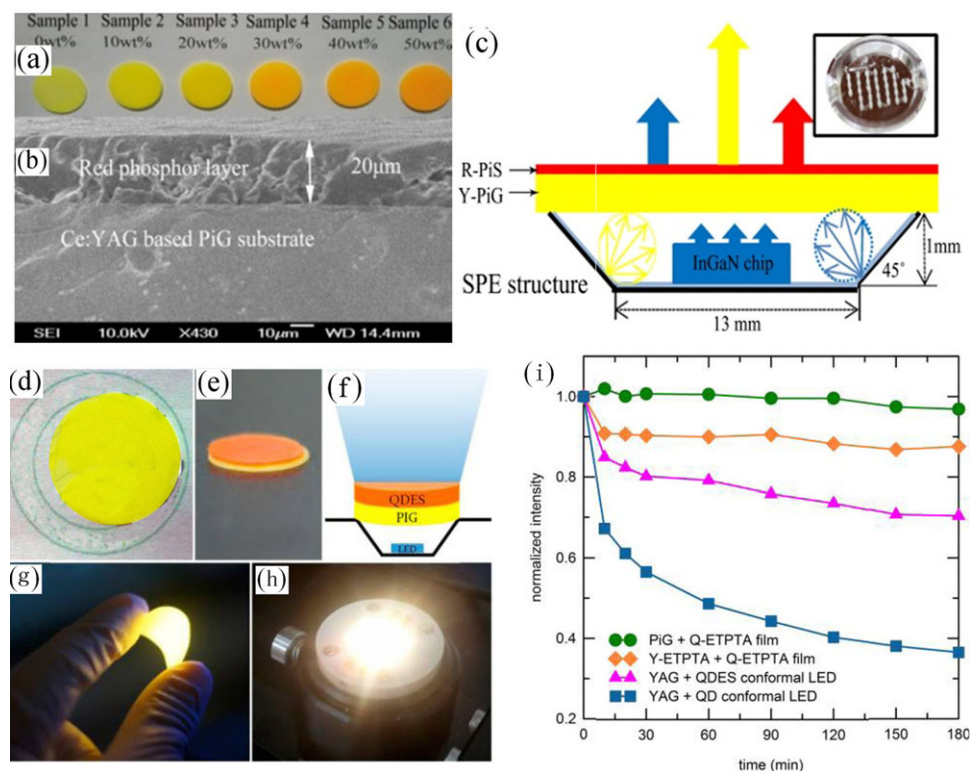 Sample 1 Sample 2 Sample 3 Sample 4 Sample 5 Sample 6
0wt% 10wt% 20wt% 30wt% 40wt% 50wt%
(a)
(b)
Red phosphor layer
20μm
Ce:YAG based PiG substrate
SEI 10.0kV X430 10μm WD 14.4mm
(c)
R-PiS
Y-PiG
InGaN chip
1mm
45°
SPE structure
13 mm
(d)
(e)
(f)
QDES
PIG
LED
(g)
(h)
(i)
normalized intensity
1.0
0.8
0.6
0.4
0.2
PiG + Q-ETPTA film
Y-ETPTA + Q-ETPTA film
YAG + QDES conformal LED
YAG + QD conformal LED
0 30 60 90 120 150 180
time (min)